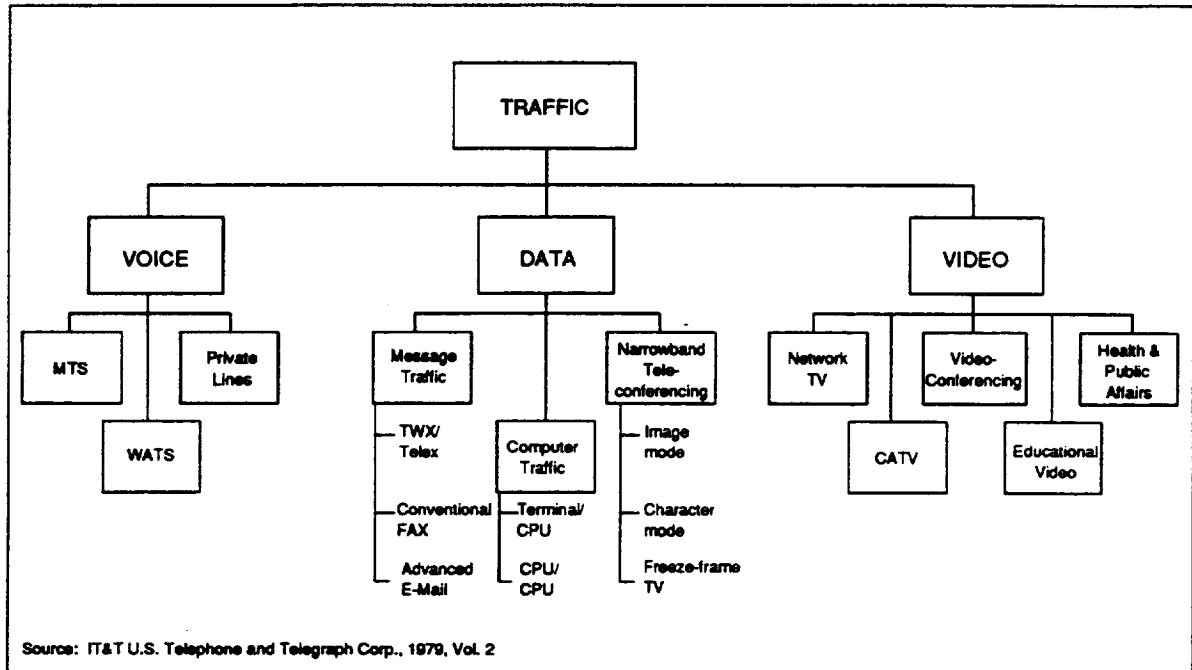 TRAFFIC
VOICE
DATA
VIDEO
MTS
Private
Lines
WATS
Message
Traffic
TWX/
Telex
Conventional
FAX
Advanced
E-Mail
Computer
Traffic
Terminal/
CPU
CPU/
CPU
Narrowband
Tele-
conferencing
Image
mode
Character
mode
Freeze-frame
TV
Network
TV
CATV
Video-
Conferencing
Educational
Video
Health &
Public
Affairs
Source: IT&T U.S. Telephone and Telegraph Corp., 1979, Vol. 2